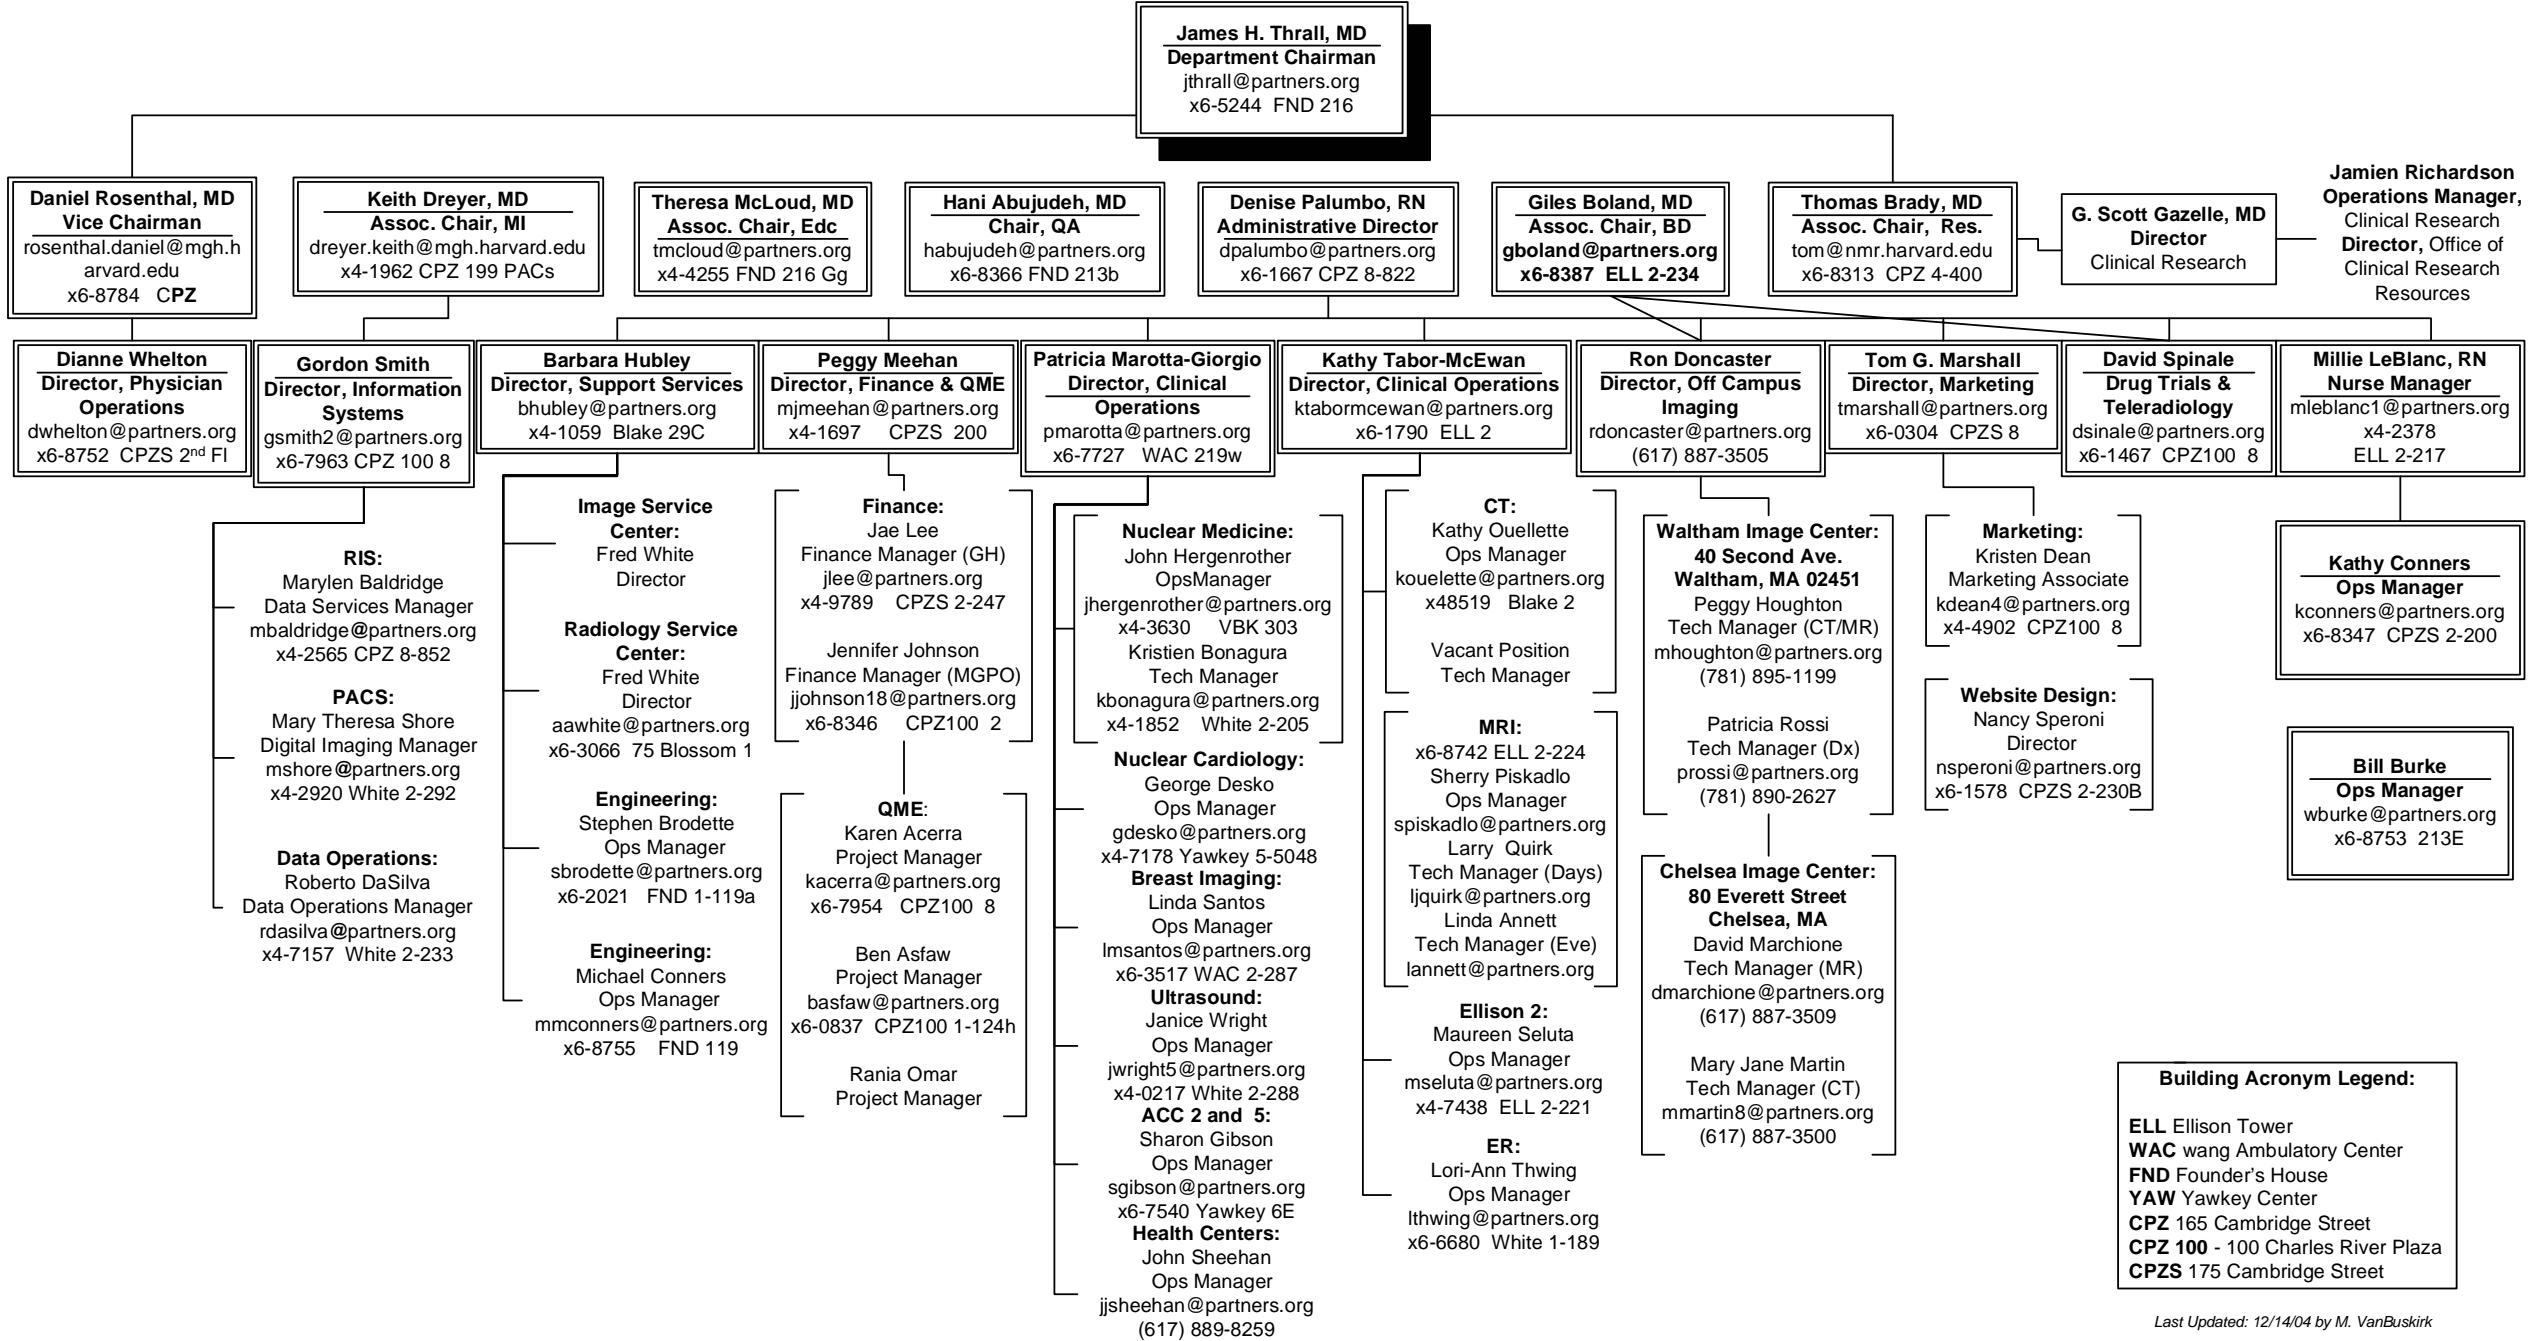 James H. Thrall, MD
Department Chairman
jthrall@partners.org
x6-5244 FND 216
Daniel Rosenthal, MD
Vice Chairman
rosenthal.daniel@mgh.h
arvard.edu
x6-8784 CPZ
Keith Dreyer, MD
Assoc. Chair, MI
dreyer.keith@mgh.harvard.edu
x4-1962 CPZ 199 PACs
Theresa McLoud, MD
Assoc. Chair, Edc
tmcloud@partners.org
x4-4255 FND 216 Gg
Hani Abujudeh, MD
Chair, QA
habujudeh@partners.org
x6-8366 FND 213b
Denise Palumbo, RN
Administrative Director
dpalumbo@partners.org
x6-1667 CPZ 8-822
Giles Boland, MD
Assoc. Chair, BD
gboland@partners.org
x6-8387 ELL 2-234
Thomas Brady, MD
Assoc. Chair, Res.
tom@nmr.harvard.edu
x6-8313 CPZ 4-400
G. Scott Gazelle, MD
Director
Clinical Research
Jamien Richardson
Operations Manager,
Clinical Research
Director, Office of
Clinical Research
Resources
Dianne Whelton
Director, Physician
Operations
dwhelton@partners.org
x6-8752 CPZS 2nd Fl
Gordon Smith
Director, Information
Systems
gsmith2@partners.org
x6-7963 CPZ 100 8
Barbara Hubley
Director, Support Services
bhubley@partners.org
x4-1059 Blake 29C
Peggy Meehan
Director, Finance & QME
mjmeehan@partners.org
x4-1697 CPZS 200
Patricia Marotta-Giorgio
Director, Clinical
Operations
pmarotta@partners.org
x6-7727 WAC 219w
Kathy Tabor-McEwan
Director, Clinical Operations
ktabormcewan@partners.org
x6-1790 ELL 2
Ron Doncaster
Director, Off Campus
Imaging
rdoncaster@partners.org
(617) 887-3505
Tom G. Marshall
Director, Marketing
tmarshall@partners.org
x6-0304 CPZS 8
David Spinale
Drug Trials &
Teleradiology
dsinale@partners.org
x6-1467 CPZ100 8
Millie LeBlanc, RN
Nurse Manager
mleblanc1@partners.org
x4-2378
ELL 2-217
RIS:
Marylen Baldridge
Data Services Manager
mbaldridge@partners.org
x4-2565 CPZ 8-852
PACS:
Mary Theresa Shore
Digital Imaging Manager
mshore@partners.org
x4-2920 White 2-292
Data Operations:
Roberto DaSilva
Data Operations Manager
rdasilva@partners.org
x4-7157 White 2-233
Image Service
Center:
Fred White
Director
Radiology Service
Center:
Fred White
Director
aawhite@partners.org
x6-3066 75 Blossom 1
Engineering:
Stephen Brodette
Ops Manager
sbrodette@partners.org
x6-2021 FND 1-119a
Engineering:
Michael Conners
Ops Manager
mmconners@partners.org
x6-8755 FND 119
Finance:
Jae Lee
Finance Manager (GH)
jlee@partners.org
x4-9789 CPZS 2-247
Jennifer Johnson
Finance Manager (MGPO)
jjohnson18@partners.org
x6-8346 CPZ100 2
QME:
Karen Acerra
Project Manager
kacerra@partners.org
x6-7954 CPZ100 8
Ben Asfaw
Project Manager
basfaw@partners.org
x6-0837 CPZ100 1-124h
Rania Omar
Project Manager
Nuclear Medicine:
John Hergenrother
OpsManager
jhergenrother@partners.org
x4-3630 VBK 303
Kristien Bonagura
Tech Manager
kbonagura@partners.org
x4-1852 White 2-205
Nuclear Cardiology:
George Desko
Ops Manager
gdesko@partners.org
x4-7178 Yawkey 5-5048
Breast Imaging:
Linda Santos
Ops Manager
lmsantos@partners.org
x6-3517 WAC 2-287
Ultrasound:
Janice Wright
Ops Manager
jwright5@partners.org
x4-0217 White 2-288
ACC 2 and 5:
Sharon Gibson
Ops Manager
sgibson@partners.org
x6-7540 Yawkey 6E
Health Centers:
John Sheehan
Ops Manager
jjsheehan@partners.org
(617) 889-8259
CT:
Kathy Ouellette
Ops Manager
kouelette@partners.org
x48519 Blake 2
Vacant Position
Tech Manager
MRI:
x6-8742 ELL 2-224
Sherry Piskadlo
Ops Manager
spiskadlo@partners.org
Larry Quirk
Tech Manager (Days)
ljquirk@partners.org
Linda Annett
Tech Manager (Eve)
lannett@partners.org
Ellison 2:
Maureen Seluta
Ops Manager
mseluta@partners.org
x4-7438 ELL 2-221
ER:
Lori-Ann Thwing
Ops Manager
lthwing@partners.org
x6-6680 White 1-189
Waltham Image Center:
40 Second Ave.
Waltham, MA 02451
Peggy Houghton
Tech Manager (CT/MR)
mhoughton@partners.org
(781) 895-1199
Patricia Rossi
Tech Manager (Dx)
prossi@partners.org
(781) 890-2627
Chelsea Image Center:
80 Everett Street
Chelsea, MA
David Marchione
Tech Manager (MR)
dmarchione@partners.org
(617) 887-3509
Mary Jane Martin
Tech Manager (CT)
mmartin8@partners.org
(617) 887-3500
Marketing:
Kristen Dean
Marketing Associate
kdean4@partners.org
x4-4902 CPZ100 8
Website Design:
Nancy Speroni
Director
nsperoni@partners.org
x6-1578 CPZS 2-230B
Kathy Conners
Ops Manager
kconners@partners.org
x6-8347 CPZS 2-200
Bill Burke
Ops Manager
wburke@partners.org
x6-8753 213E
Building Acronym Legend:
ELL Ellison Tower
WAC wang Ambulatory Center
FND Founder's House
YAW Yawkey Center
CPZ 165 Cambridge Street
CPZ 100 - 100 Charles River Plaza
CPZS 175 Cambridge Street
Last Updated: 12/14/04 by M. VanBuskirk